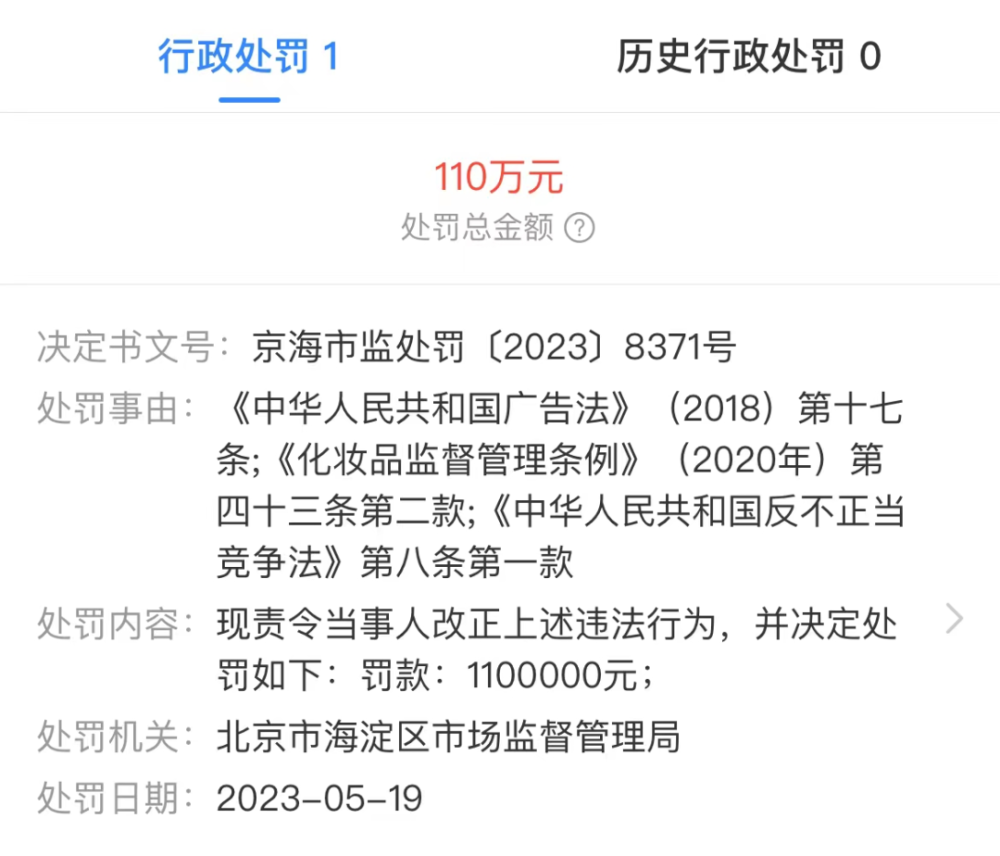 行政处罚 1 历史行政处罚 0
110万元
处罚总金额 ?
决定书文号：京海市监处罚〔2023〕8371号
处罚事由：《中华人民共和国广告法》（2018）第十七
条;《化妆品监督管理条例》（2020年）第
四十三条第二款;《中华人民共和国反不正当
竞争法》第八条第一款
处罚内容：现责令当事人改正上述违法行为，并决定处
罚如下：罚款：1100000元；
处罚机关：北京市海淀区市场监督管理局
处罚日期：2023-05-19